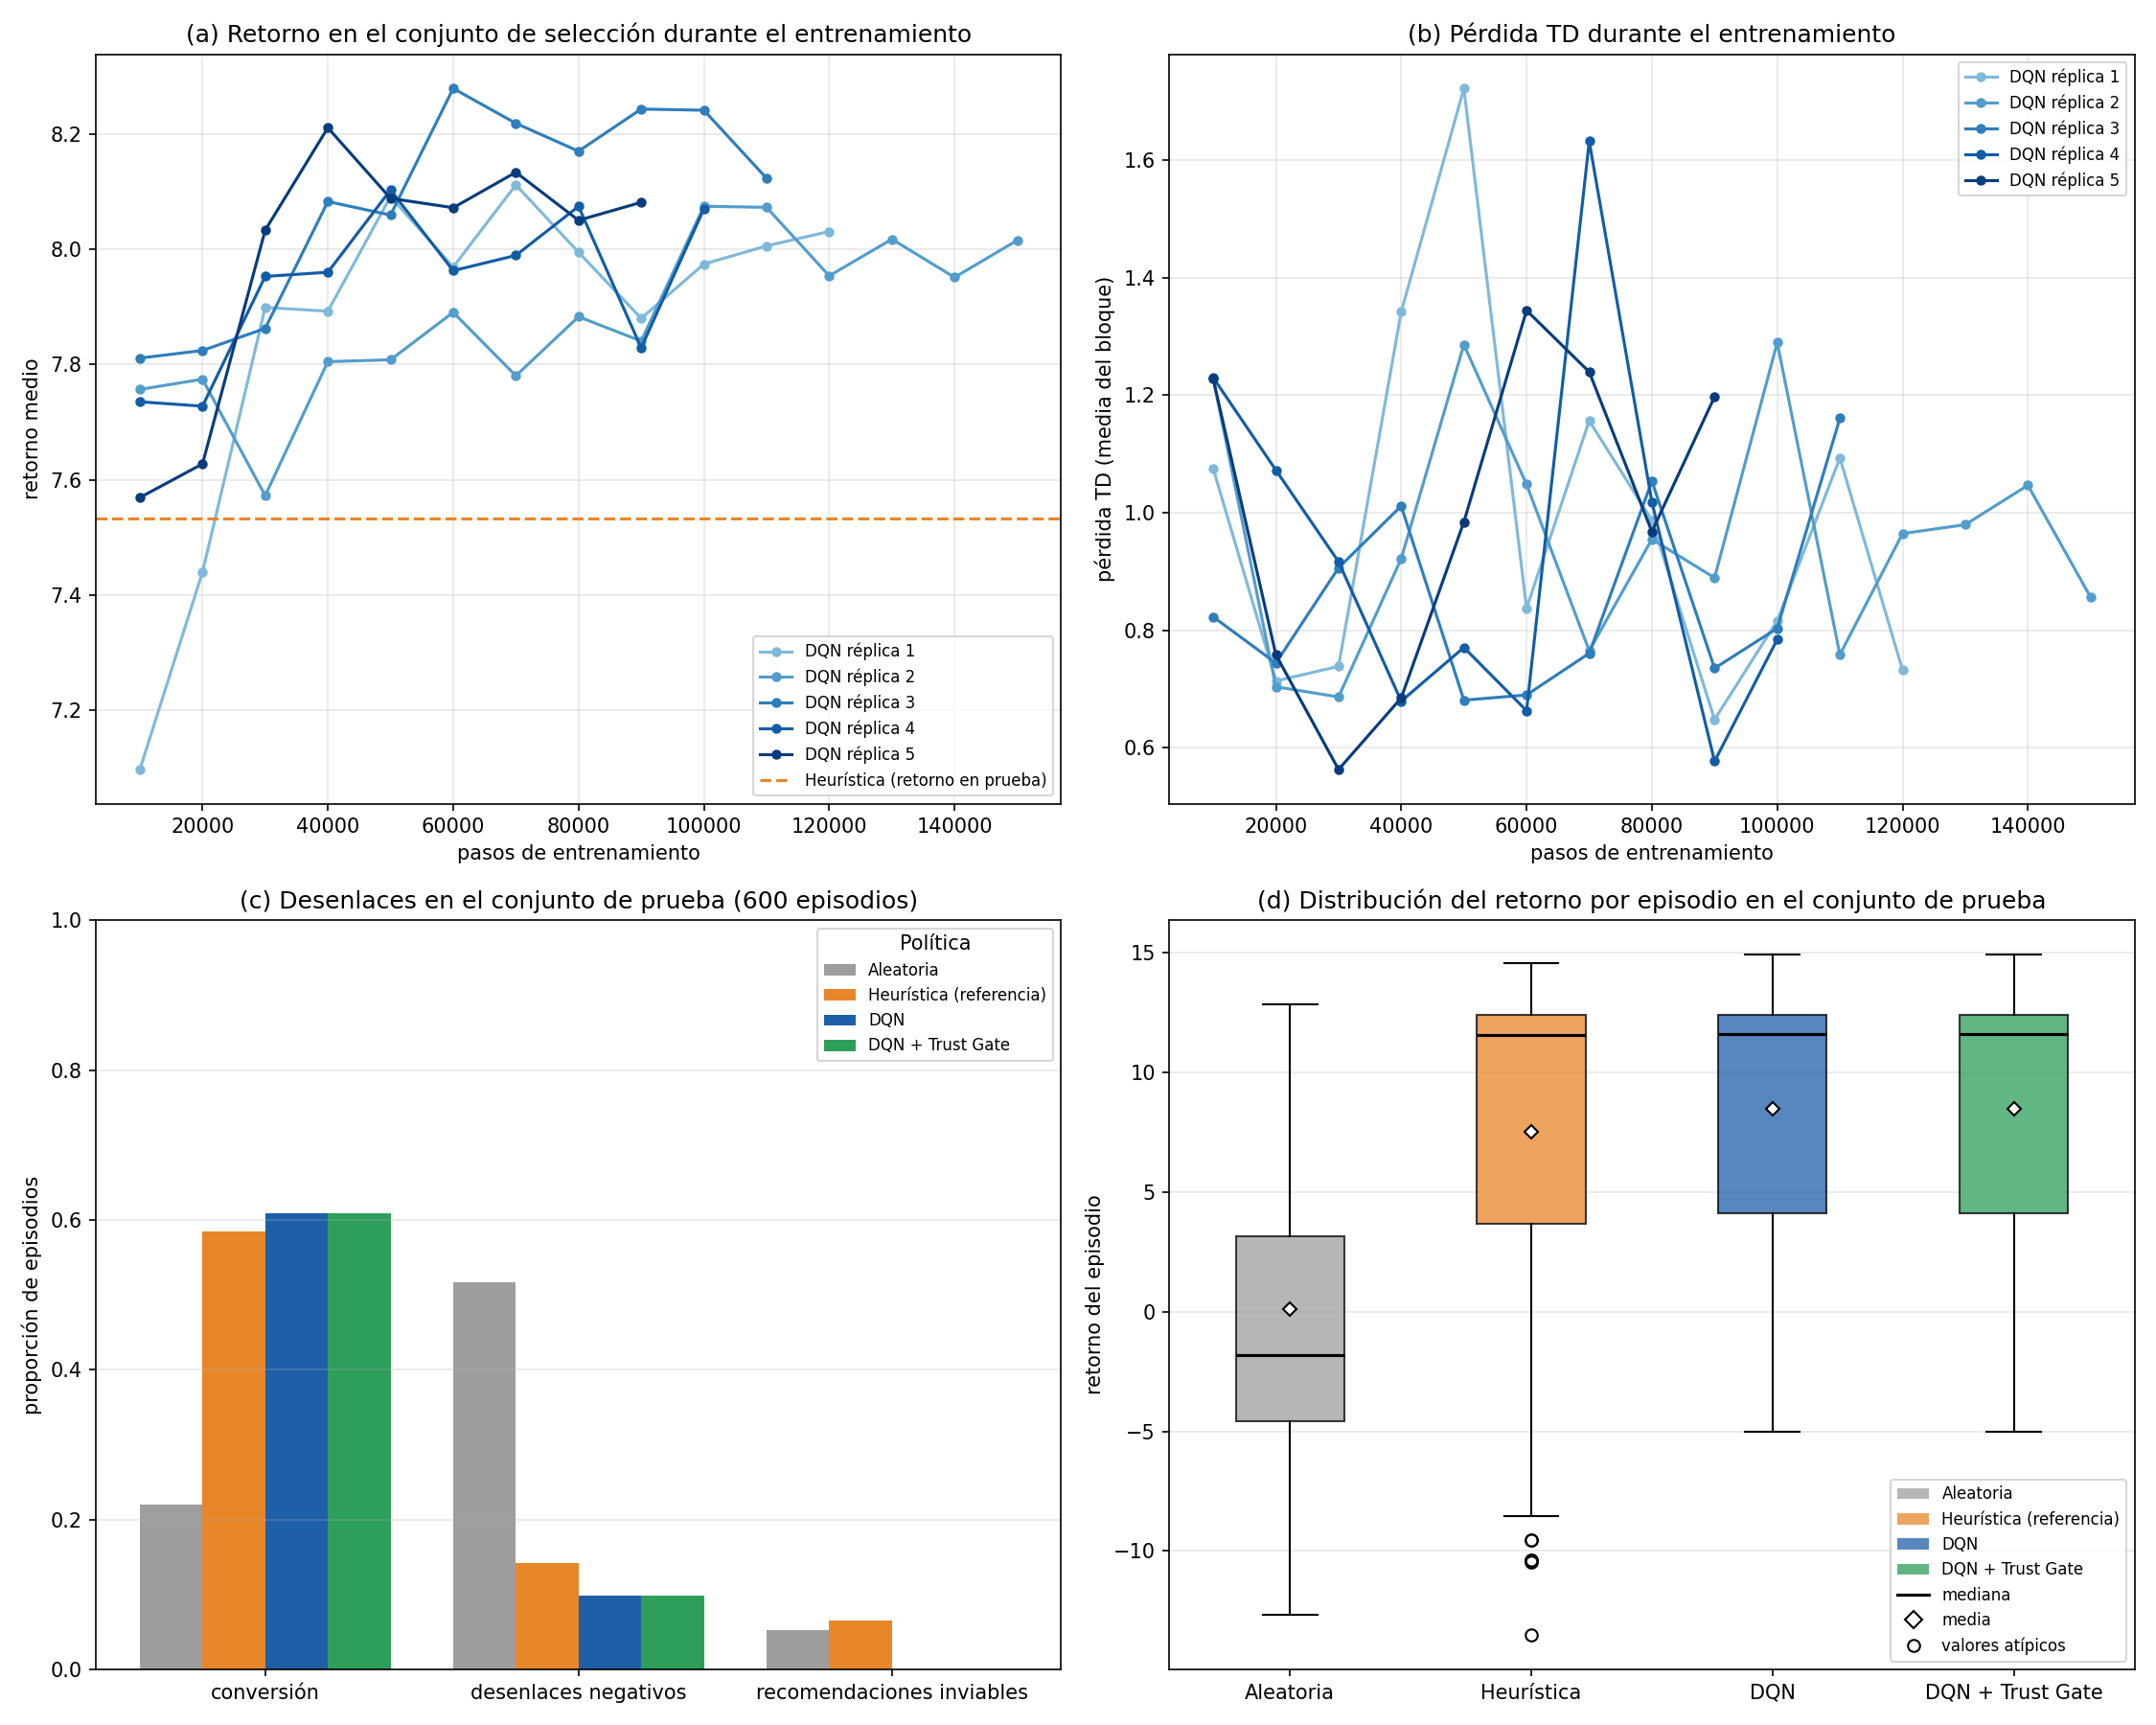 (a) Retorno en el conjunto de selección durante el entrenamiento
retorno medio
8.2
8.0
7.8
7.6
7.4
7.2
DQN réplica 1
DQN réplica 2
DQN réplica 3
DQN réplica 4
DQN réplica 5
Heurística (retorno en prueba)
20000 40000 60000 80000 100000 120000 140000
pasos de entrenamiento
(b) Pérdida TD durante el entrenamiento
pérdida TD (media del bloque)
1.6
1.4
1.2
1.0
0.8
0.6
DQN réplica 1
DQN réplica 2
DQN réplica 3
DQN réplica 4
DQN réplica 5
20000 40000 60000 80000 100000 120000 140000
pasos de entrenamiento
(c) Desenlaces en el conjunto de prueba (600 episodios)
proporción de episodios
1.0
0.8
0.6
0.4
0.2
0.0
Política
Aleatoria
Heurística (referencia)
DQN
DQN + Trust Gate
conversión desenlaces negativos recomendaciones inviables
(d) Distribución del retorno por episodio en el conjunto de prueba
retorno del episodio
15
10
5
0
−5
−10
Aleatoria
Heurística (referencia)
DQN
DQN + Trust Gate
mediana
media
valores atípicos
Aleatoria Heurística DQN DQN + Trust Gate